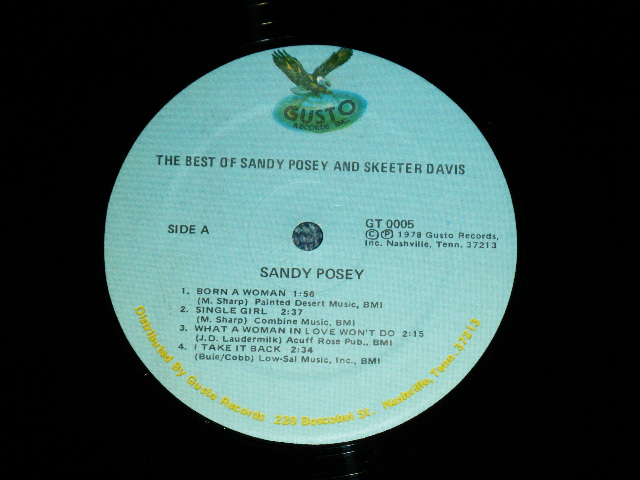 GUSTO
RECORDS INC.
THE BEST OF SANDY POSEY AND SKEETER DAVIS
SIDE A
GT 0005
©℗ 1978 Gusto Records,
Inc. Nashville, Tenn. 37213
SANDY POSEY
1. BORN A WOMAN 1:56
(M. Sharp) Painted Desert Music, BMI
2. SINGLE GIRL 2:37
(M. Sharp) Combine Music, BMI
3. WHAT A WOMAN IN LOVE WON'T DO 2:15
(J.D. Laudermilk) Acuff Rose Pub., BMI
4. I TAKE IT BACK 2:34
(Buie/Cobb) Low-Sal Music, Inc., BMI
Distributed By Gusto Records 220 Boscobel St. Nashville, Tenn. 37213